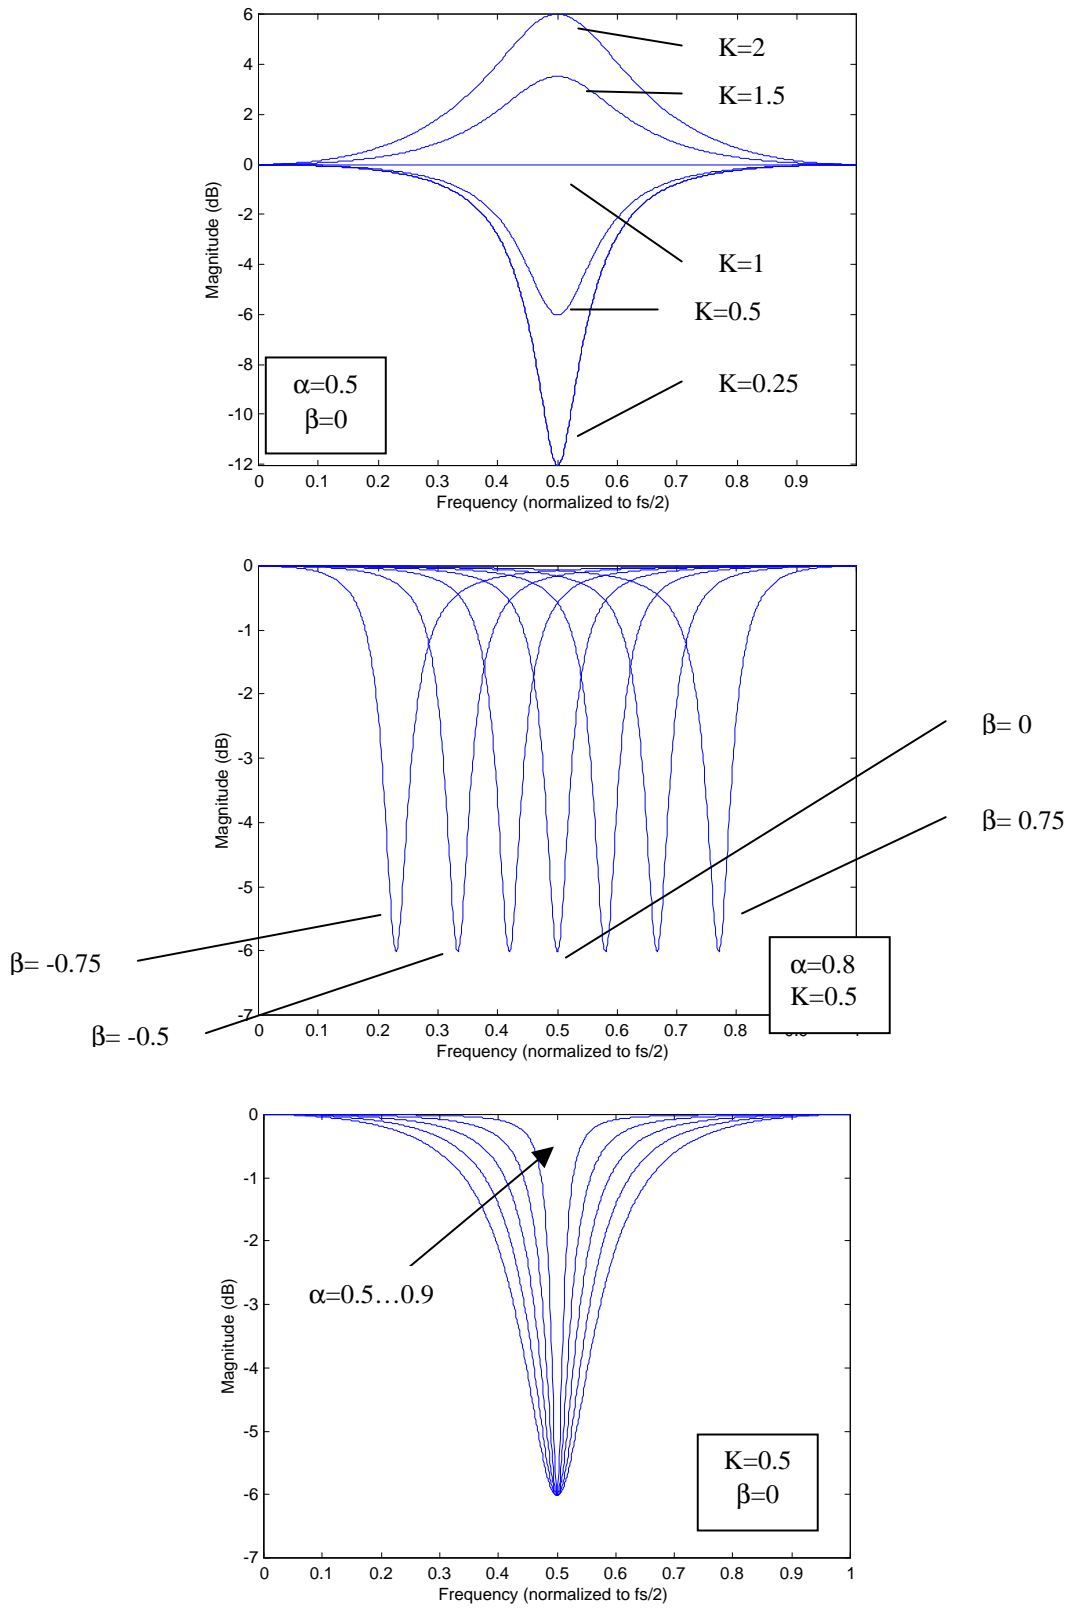 6
4
2
0
-2
-4
-6
-8
-10
-12
Magnitude (dB)
K=2
K=1.5
K=1
K=0.5
K=0.25
α=0.5
β=0
0 0.1 0.2 0.3 0.4 0.5 0.6 0.7 0.8 0.9
Frequency (normalized to fs/2)
0
-1
-2
-3
-4
-5
-6
-7
Magnitude (dB)
β= 0
β= 0.75
β= -0.75
β= -0.5
α=0.8
K=0.5
0 0.1 0.2 0.3 0.4 0.5 0.6 0.7 0.8
Frequency (normalized to fs/2)
0
-1
-2
-3
-4
-5
-6
-7
Magnitude (dB)
α=0.5…0.9
K=0.5
β=0
0 0.1 0.2 0.3 0.4 0.5 0.6 0.7 0.8 0.9 1
Frequency (normalized to fs/2)